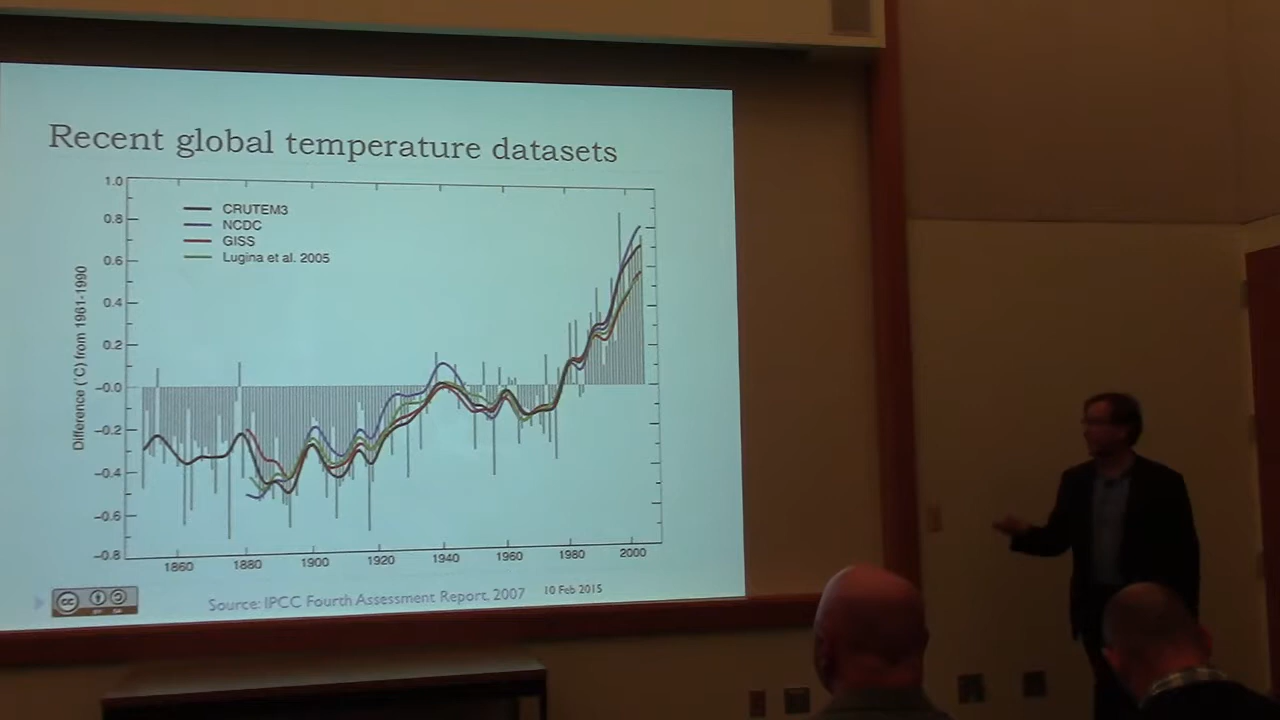 Recent global temperature datasets
1.0
0.8
0.6
0.4
0.2
−0.0
−0.2
−0.4
−0.6
−0.8
Difference (°C) from 1961-1990
CRUTEM3
NCDC
GISS
Lugina et al. 2005
1860 1880 1900 1920 1940 1960 1980 2000
cc
Source: IPCC Fourth Assessment Report, 2007 10 Feb 2015